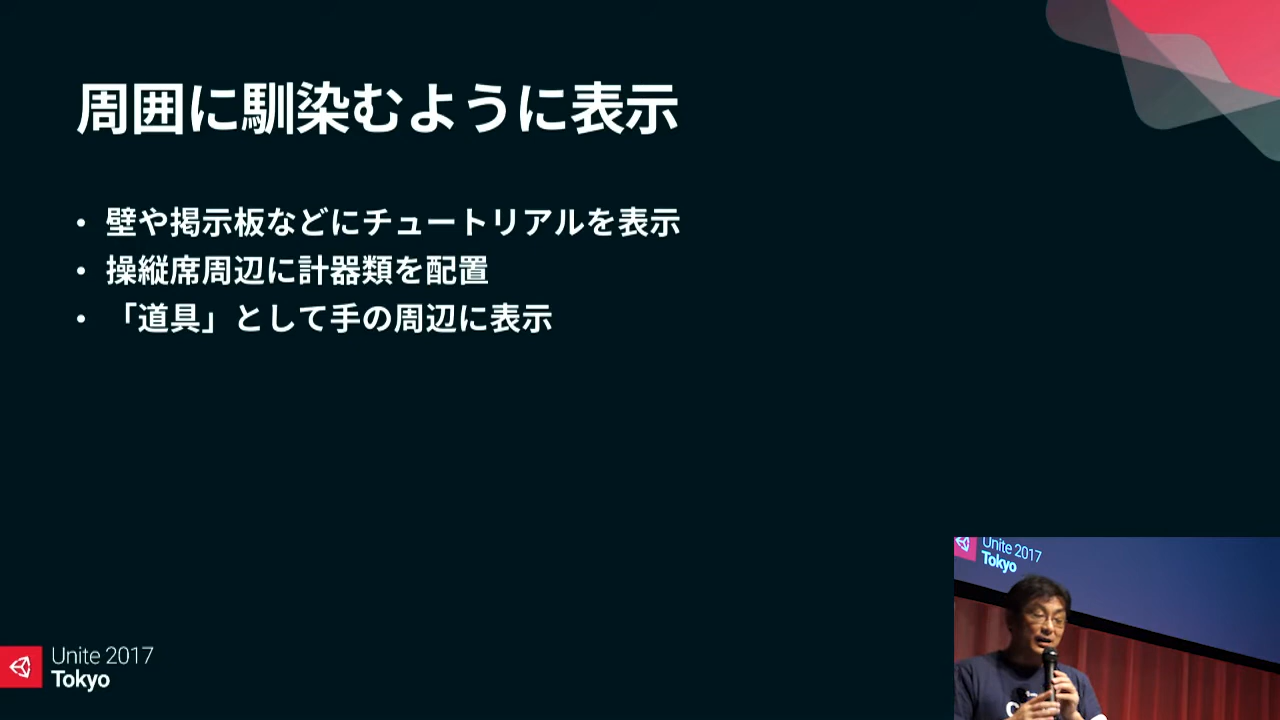 周囲に馴染むように表示
• 壁や掲示板などにチュートリアルを表示
• 操縦席周辺に計器類を配置
• 「道具」として手の周辺に表示
Unite 2017
Tokyo
Unite 2017
Tokyo